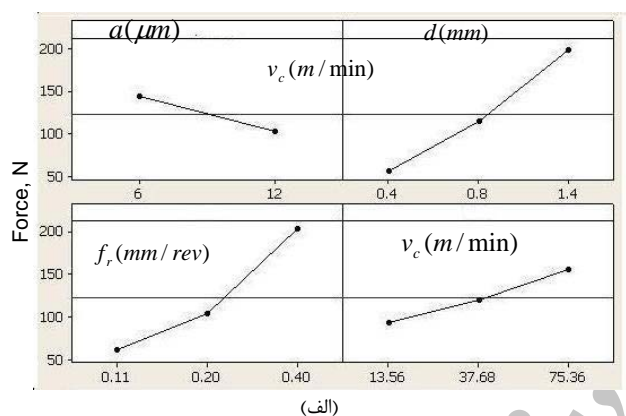 a(μm)
d(mm)
v_c(m/min)
200
150
100
50
6
12
0.4
0.8
1.4
Force, N
f_r(mm/rev)
v_c(m/min)
200
150
100
50
0.11
0.20
0.40
13.56
37.68
75.36
(الف)